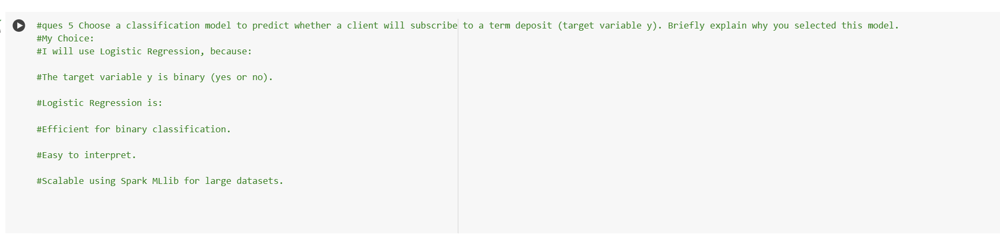 #ques 5 Choose a classification model to predict whether a client will subscribe to a term deposit (target variable y). Briefly explain why you selected this model.
#My Choice:
#I will use Logistic Regression, because:
#The target variable y is binary (yes or no).
#Logistic Regression is:
#Efficient for binary classification.
#Easy to interpret.
#Scalable using Spark MLlib for large datasets.